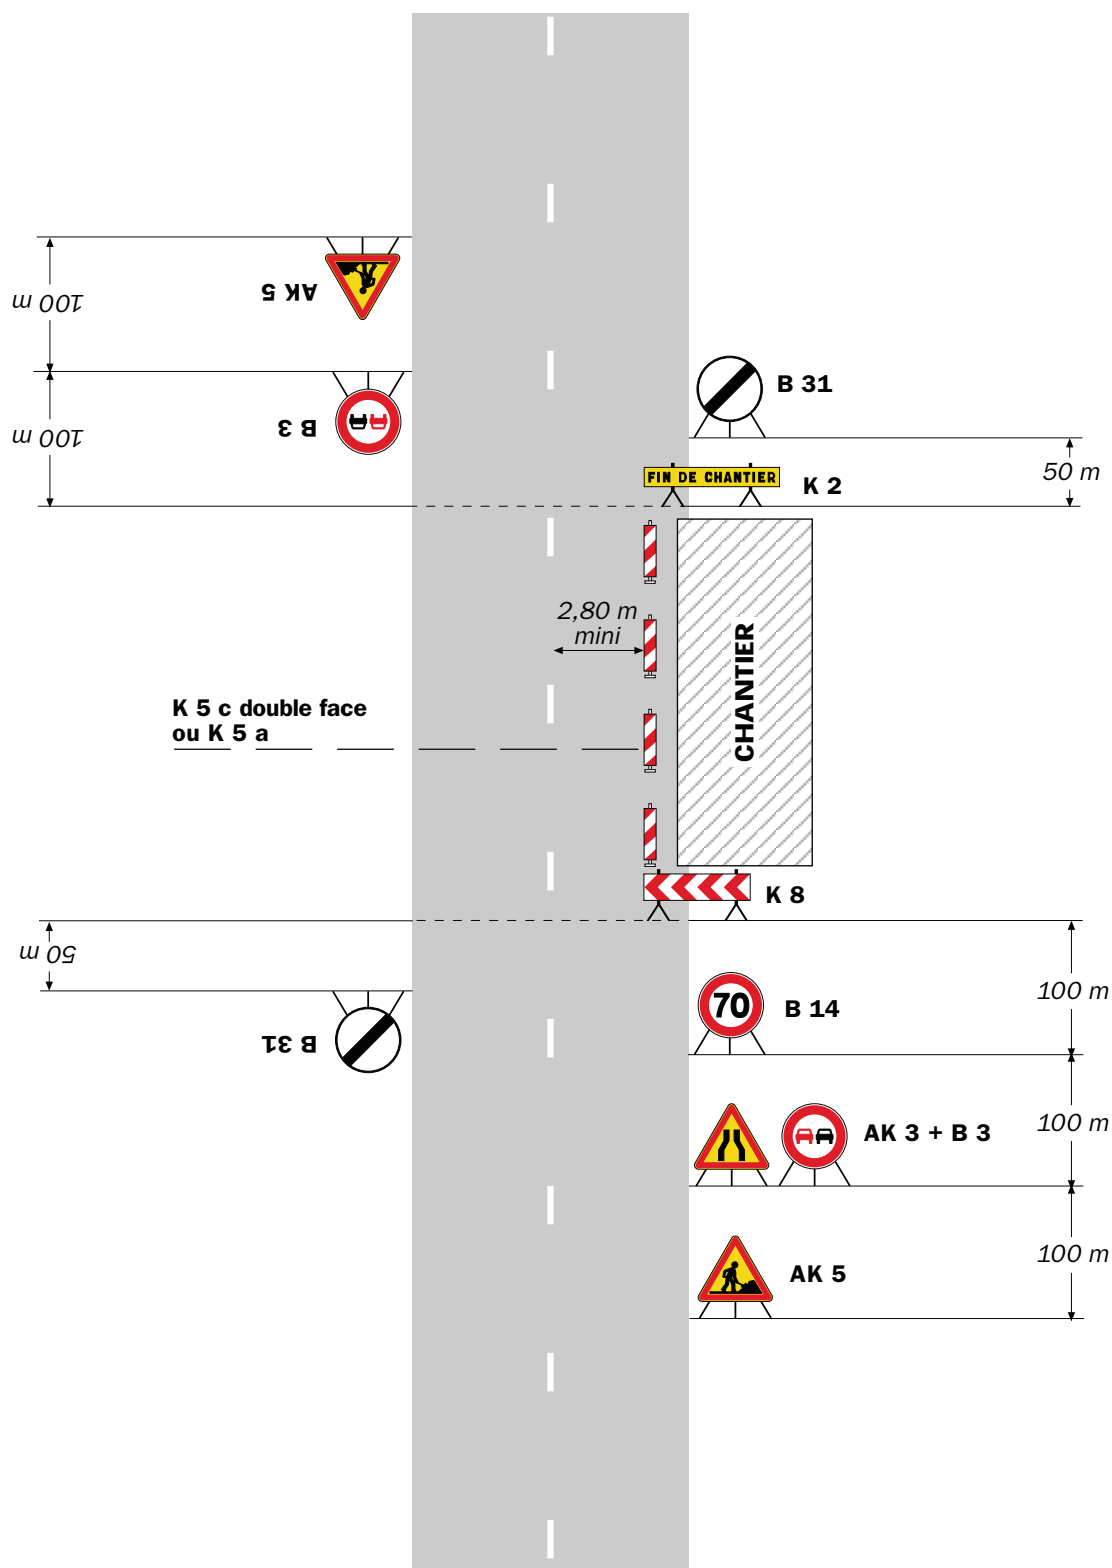 AK 5
100 m
B 3
100 m
B 31
50 m
FIN DE CHANTIER
K 2
2,80 m
mini
CHANTIER
K 5 c double face
ou K 5 a
K 8
50 m
B 31
70
B 14
100 m
AK 3 + B 3
100 m
AK 5
100 m